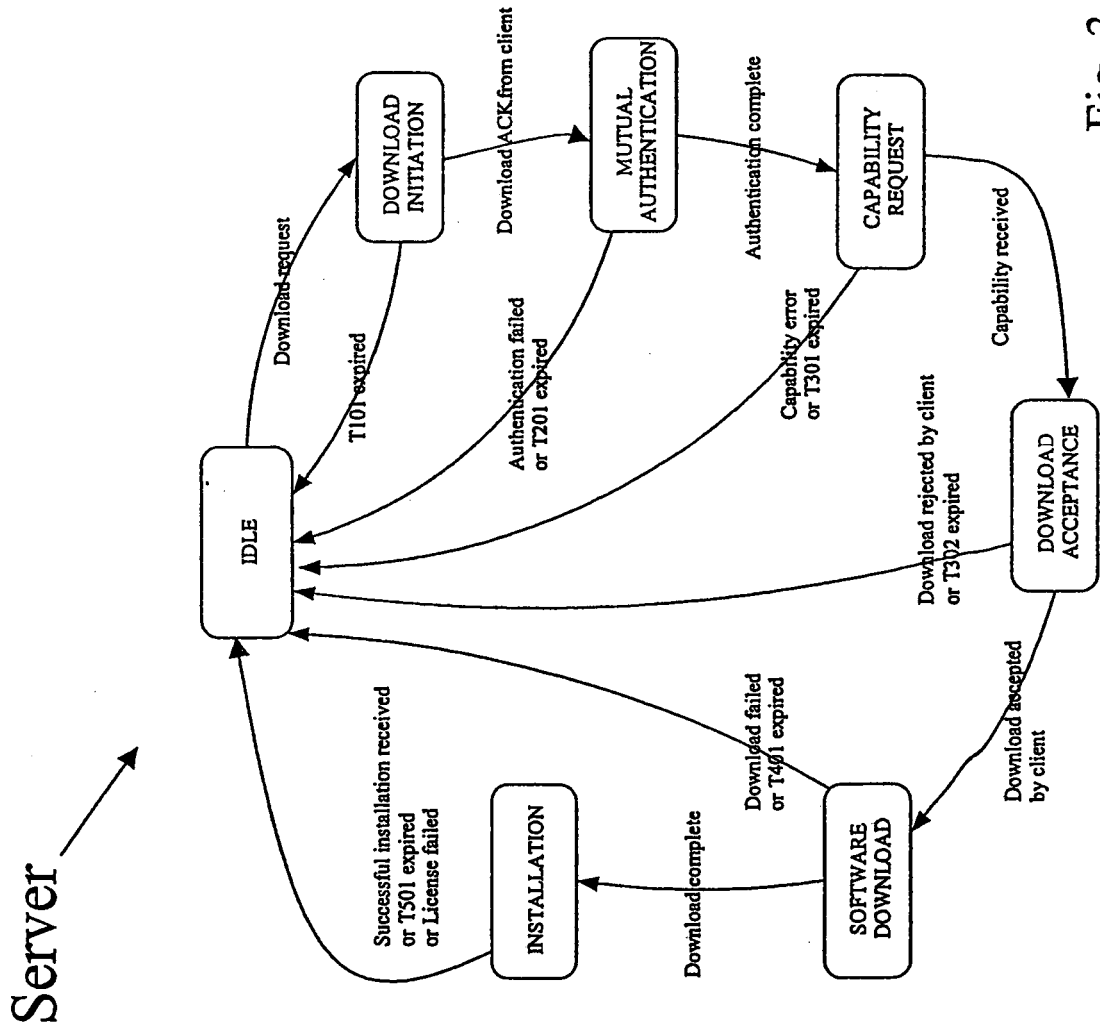 Server
IDLE
Download request
DOWNLOAD
INITIATION
T101 expired
Download ACK from client
MUTUAL
AUTHENTICATION
Authentication failed
or T201 expired
Authentication complete
CAPABILITY
REQUEST
Capability error
or T301 expired
Capability received
DOWNLOAD
ACCEPTANCE
Download rejected by client
or T302 expired
Download accepted
by client
SOFTWARE
DOWNLOAD
Download failed
or T401 expired
Download complete
INSTALLATION
Successful installation received
or T501 expired
or License failed